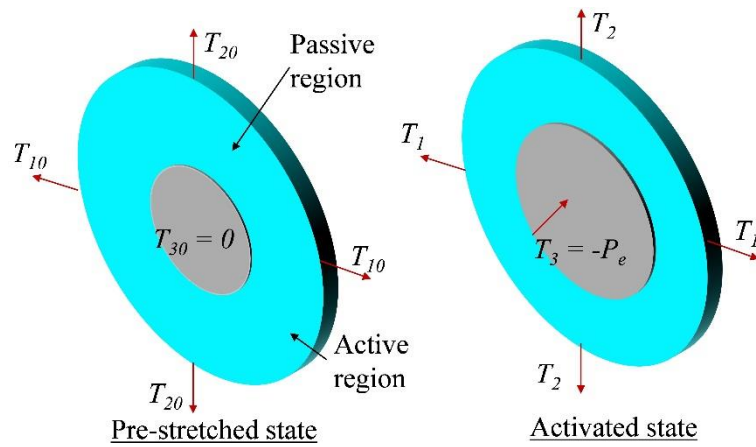 T20
Passive
region
T10
T30 = 0
T10
Active
region
T20
Pre-stretched state
T2
T1
T3 = -Pe
T1
T2
Activated state